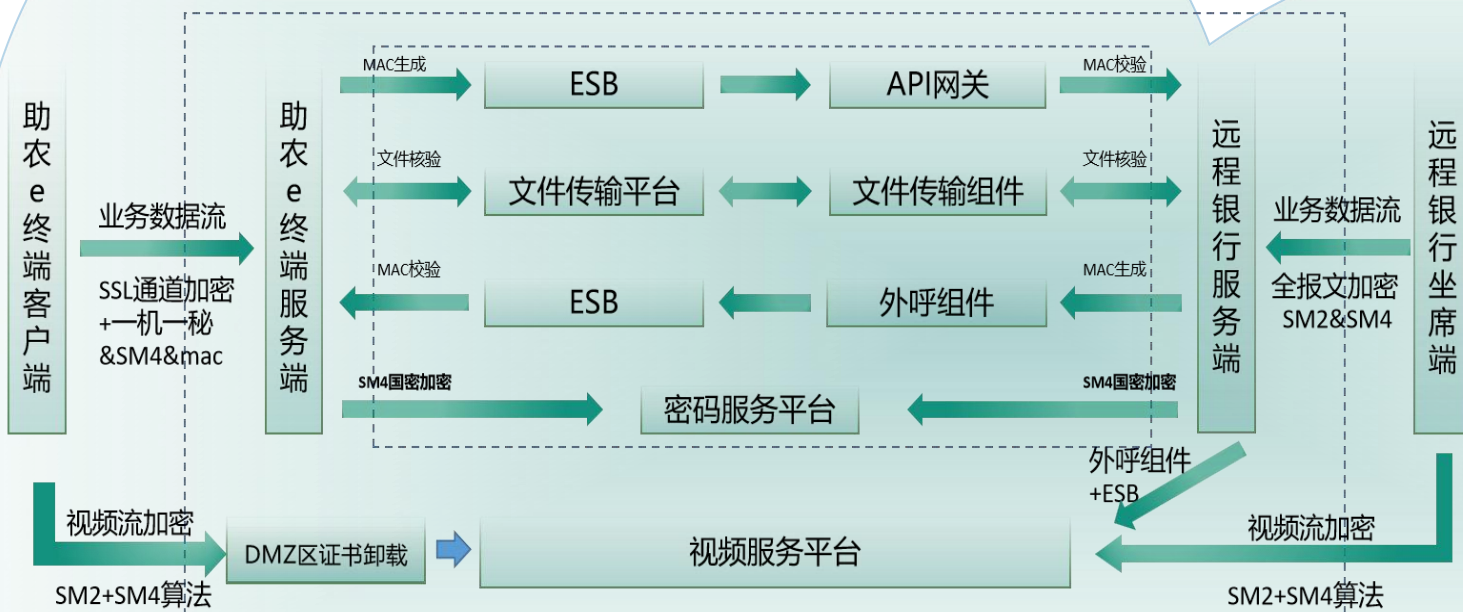 助农e终端客户端
业务数据流
SSL通道加密
+一机一秘
&SM4&mac
助农e终端服务端
MAC生成
ESB
API网关
MAC校验
文件核验
文件传输平台
文件传输组件
文件核验
MAC校验
ESB
外呼组件
MAC生成
SM4国密加密
密码服务平台
SM4国密加密
远程银行服务端
业务数据流
全报文加密
SM2&SM4
远程银行坐席端
外呼组件
+ESB
视频流加密
SM2+SM4算法
DMZ区证书卸载
视频服务平台
视频流加密
SM2+SM4算法